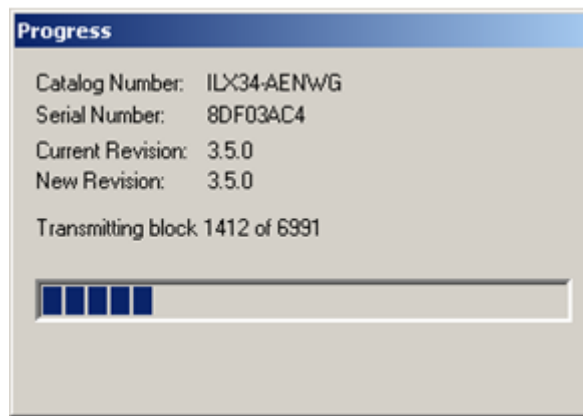 Progress
Catalog Number: ILX34-AENWG
Serial Number: 8DF03AC4
Current Revision: 3.5.0
New Revision: 3.5.0
Transmitting block 1412 of 6991